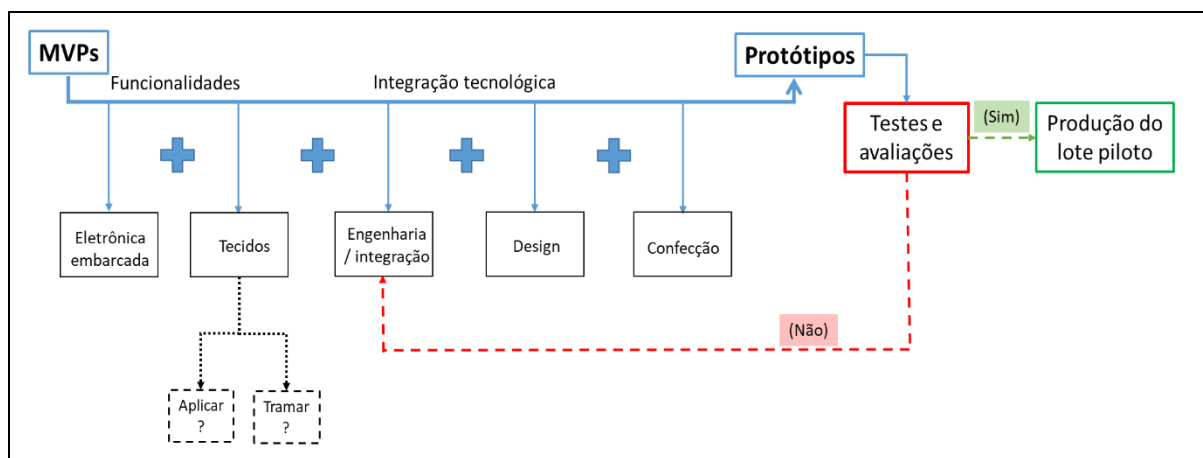 MVPs
Funcionalidades
Integração tecnológica
Protótipos
Testes e
avaliações
(Sim)
Produção do
lote piloto
Eletrônica
embarcada
Tecidos
Engenharia
/ integração
Design
Confecção
(Não)
Aplicar
?
Tramar
?